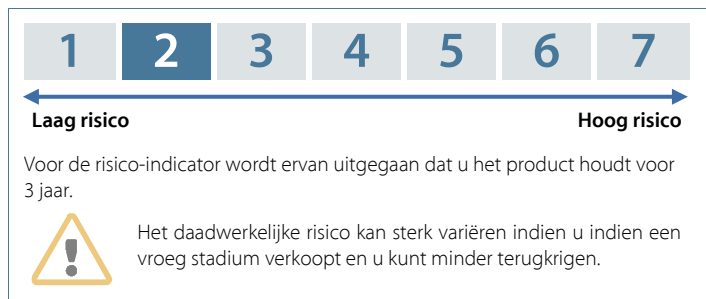 1 2 3 4 5 6 7
Laag risico Hoog risico
Voor de risico-indicator wordt ervan uitgegaan dat u het product houdt voor
3 jaar.
Het daadwerkelijke risico kan sterk variëren indien u indien een
vroeg stadium verkoopt en u kunt minder terugkrigen.